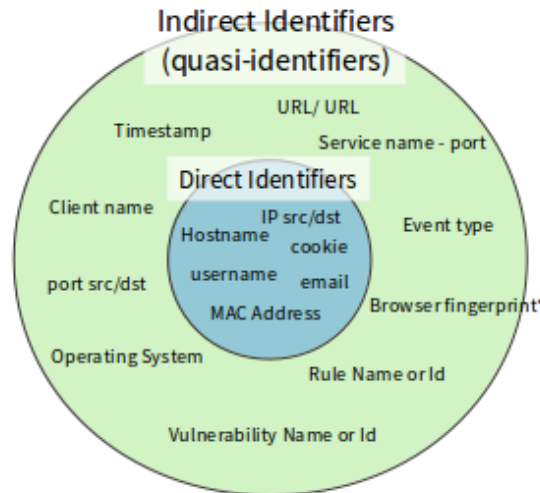 Indirect Identifiers
(quasi-identifiers)
URL/ URL
Timestamp
Service name - port
Direct Identifiers
Client name
IP src/dst
Hostname
cookie
Event type
username
email
port src/dst
MAC Address
Browser fingerprint'
Operating System
Rule Name or Id
Vulnerability Name or Id